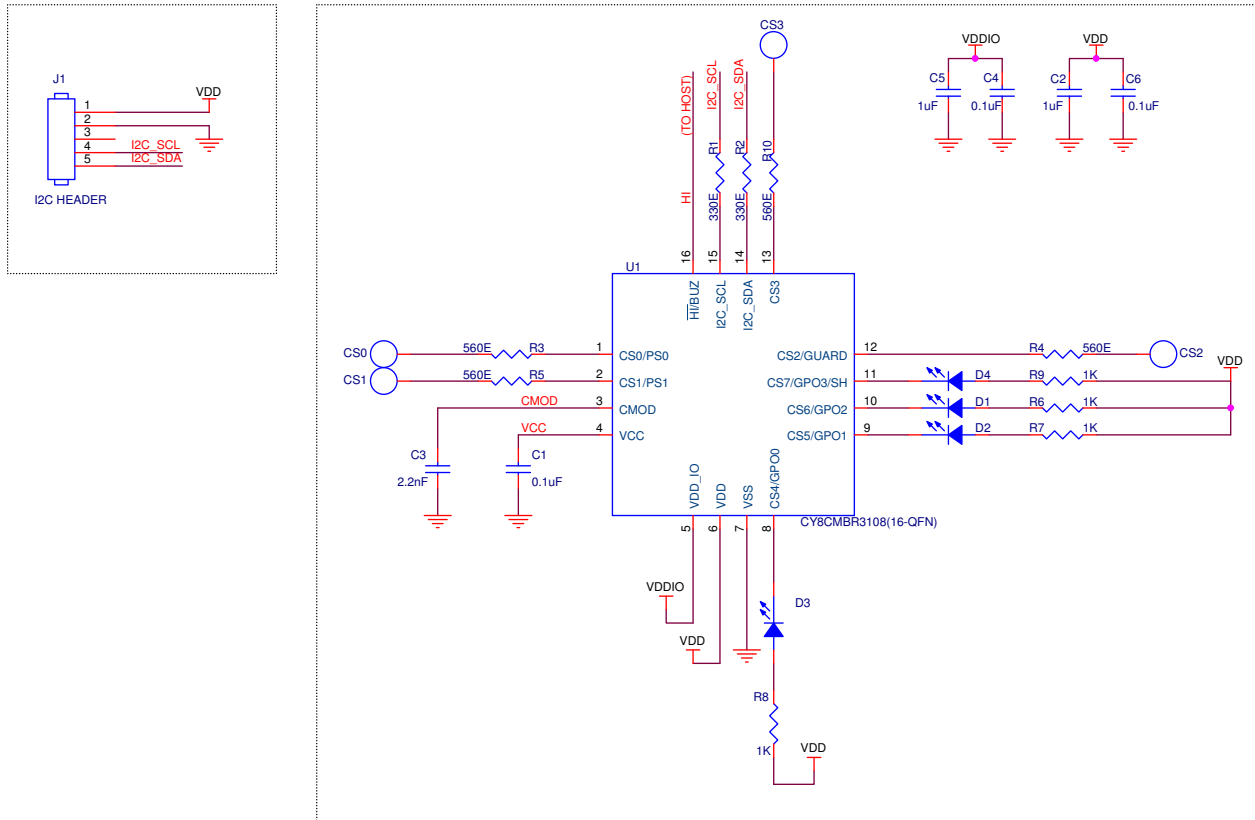 J1
VDD
1
2
3
4
5
I2C_SCL
I2C_SDA
I2C HEADER
CS3
(TO HOST)
I2C_SCL
I2C_SDA
HI
R1
330E
R2
330E
R10
560E
VDDIO
C5
1uF
C4
0.1uF
VDD
C2
1uF
C6
0.1uF
16
15
14
13
U1
HI/BUZ
I2C_SCL
I2C_SDA
CS3
CS0
560E
R3
1
CS0/PS0
CS1
560E
R5
2
CS1/PS1
CMOD
3
CMOD
VCC
4
VCC
C3
2.2nF
C1
0.1uF
CS2/GUARD
12
R4
560E
CS2
VDD
CS7/GPO3/SH
11
D4
R9
1K
CS6/GPO2
10
D1
R6
1K
CS5/GPO1
9
D2
R7
1K
VDD_IO
VDD
VSS
CS4/GPO0
CY8CMBR3108(16-QFN)
5
6
7
8
VDDIO
VDD
D3
R8
1K
VDD